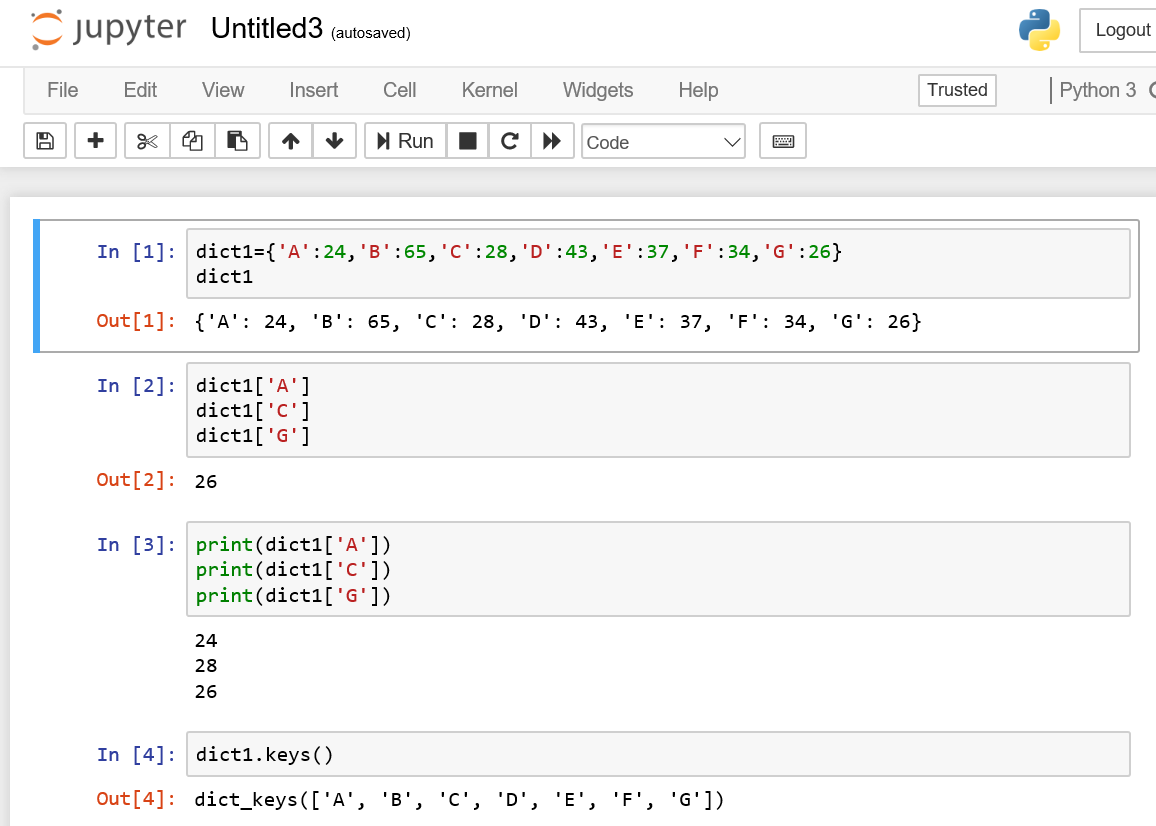 jupyter Untitled3 (autosaved) Logout
File Edit View Insert Cell Kernel Widgets Help Trusted Python 3
Run Code
In [1]: dict1={'A':24,'B':65,'C':28,'D':43,'E':37,'F':34,'G':26}
dict1
Out[1]: {'A': 24, 'B': 65, 'C': 28, 'D': 43, 'E': 37, 'F': 34, 'G': 26}
In [2]: dict1['A']
dict1['C']
dict1['G']
Out[2]: 26
In [3]: print(dict1['A'])
print(dict1['C'])
print(dict1['G'])
24
28
26
In [4]: dict1.keys()
Out[4]: dict_keys(['A', 'B', 'C', 'D', 'E', 'F', 'G'])